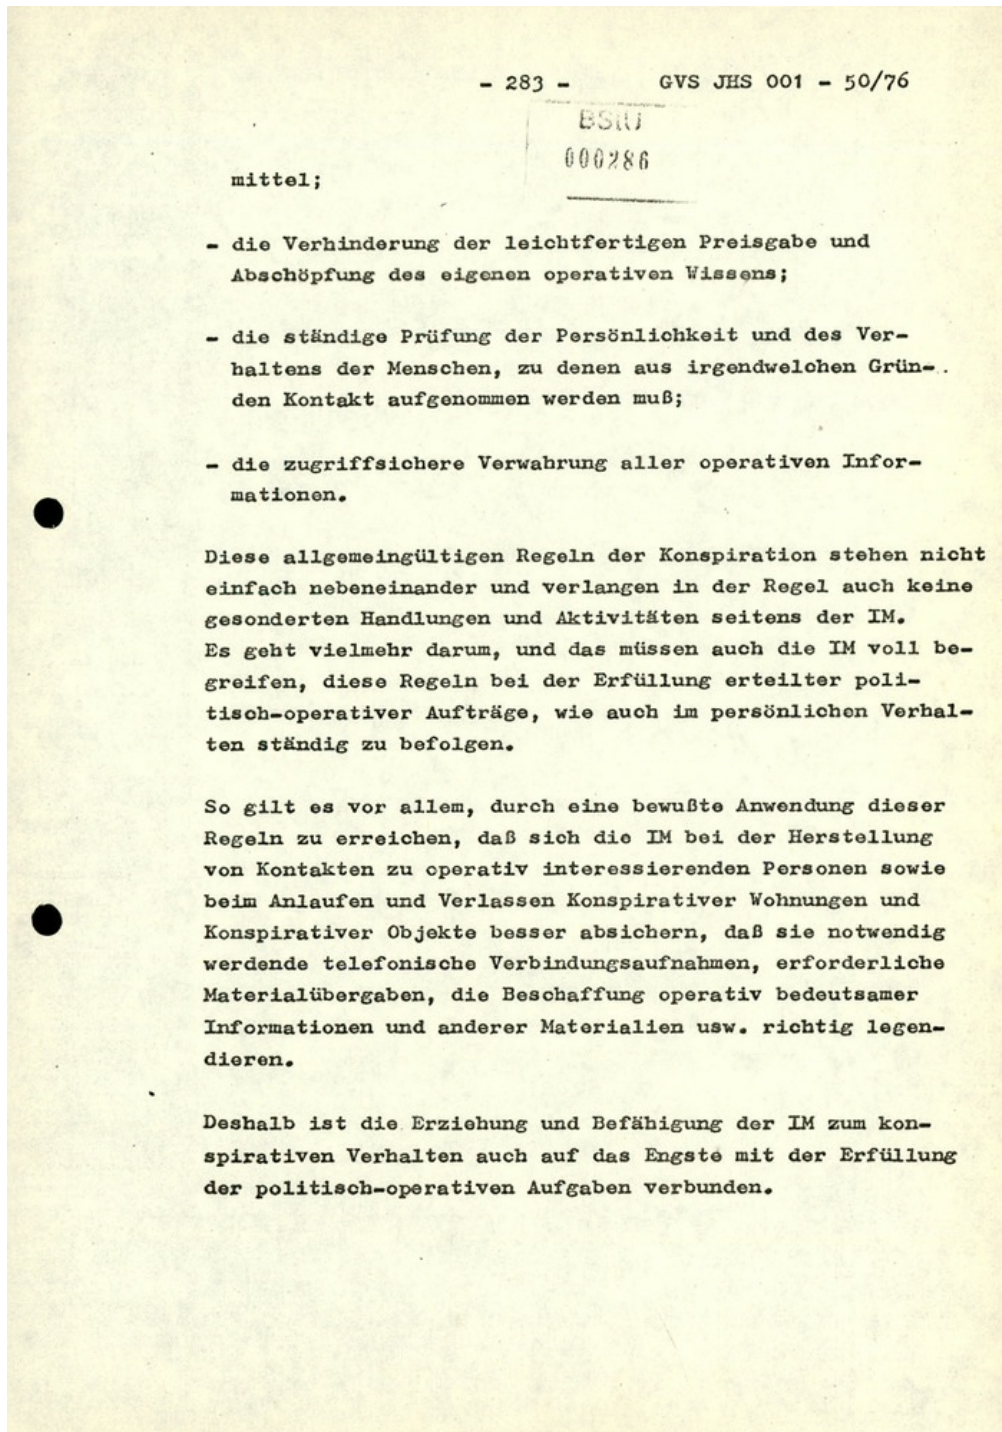 - 283 - GVS JHS 001 - 50/76
BStU
000286
mittel;
- die Verhinderung der leichtfertigen Preisgabe und
Abschöpfung des eigenen operativen Wissens;
- die ständige Prüfung der Persönlichkeit und des Ver-
haltens der Menschen, zu denen aus irgendwelchen Grün-
den Kontakt aufgenommen werden muß;
- die zugriffsichere Verwahrung aller operativen Infor-
mationen.
Diese allgemeingültigen Regeln der Konspiration stehen nicht
einfach nebeneinander und verlangen in der Regel auch keine
gesonderten Handlungen und Aktivitäten seitens der IM.
Es geht vielmehr darum, und das müssen auch die IM voll be-
greifen, diese Regeln bei der Erfüllung erteilter poli-
tisch-operativer Aufträge, wie auch im persönlichen Verhal-
ten ständig zu befolgen.
So gilt es vor allem, durch eine bewußte Anwendung dieser
Regeln zu erreichen, daß sich die IM bei der Herstellung
von Kontakten zu operativ interessierenden Personen sowie
beim Anlaufen und Verlassen Konspirativer Wohnungen und
Konspirativer Objekte besser absichern, daß sie notwendig
werdende telefonische Verbindungsaufnahmen, erforderliche
Materialübergaben, die Beschaffung operativ bedeutsamer
Informationen und anderer Materialien usw. richtig legen-
dieren.
Deshalb ist die Erziehung und Befähigung der IM zum kon-
spirativen Verhalten auch auf das Engste mit der Erfüllung
der politisch-operativen Aufgaben verbunden.